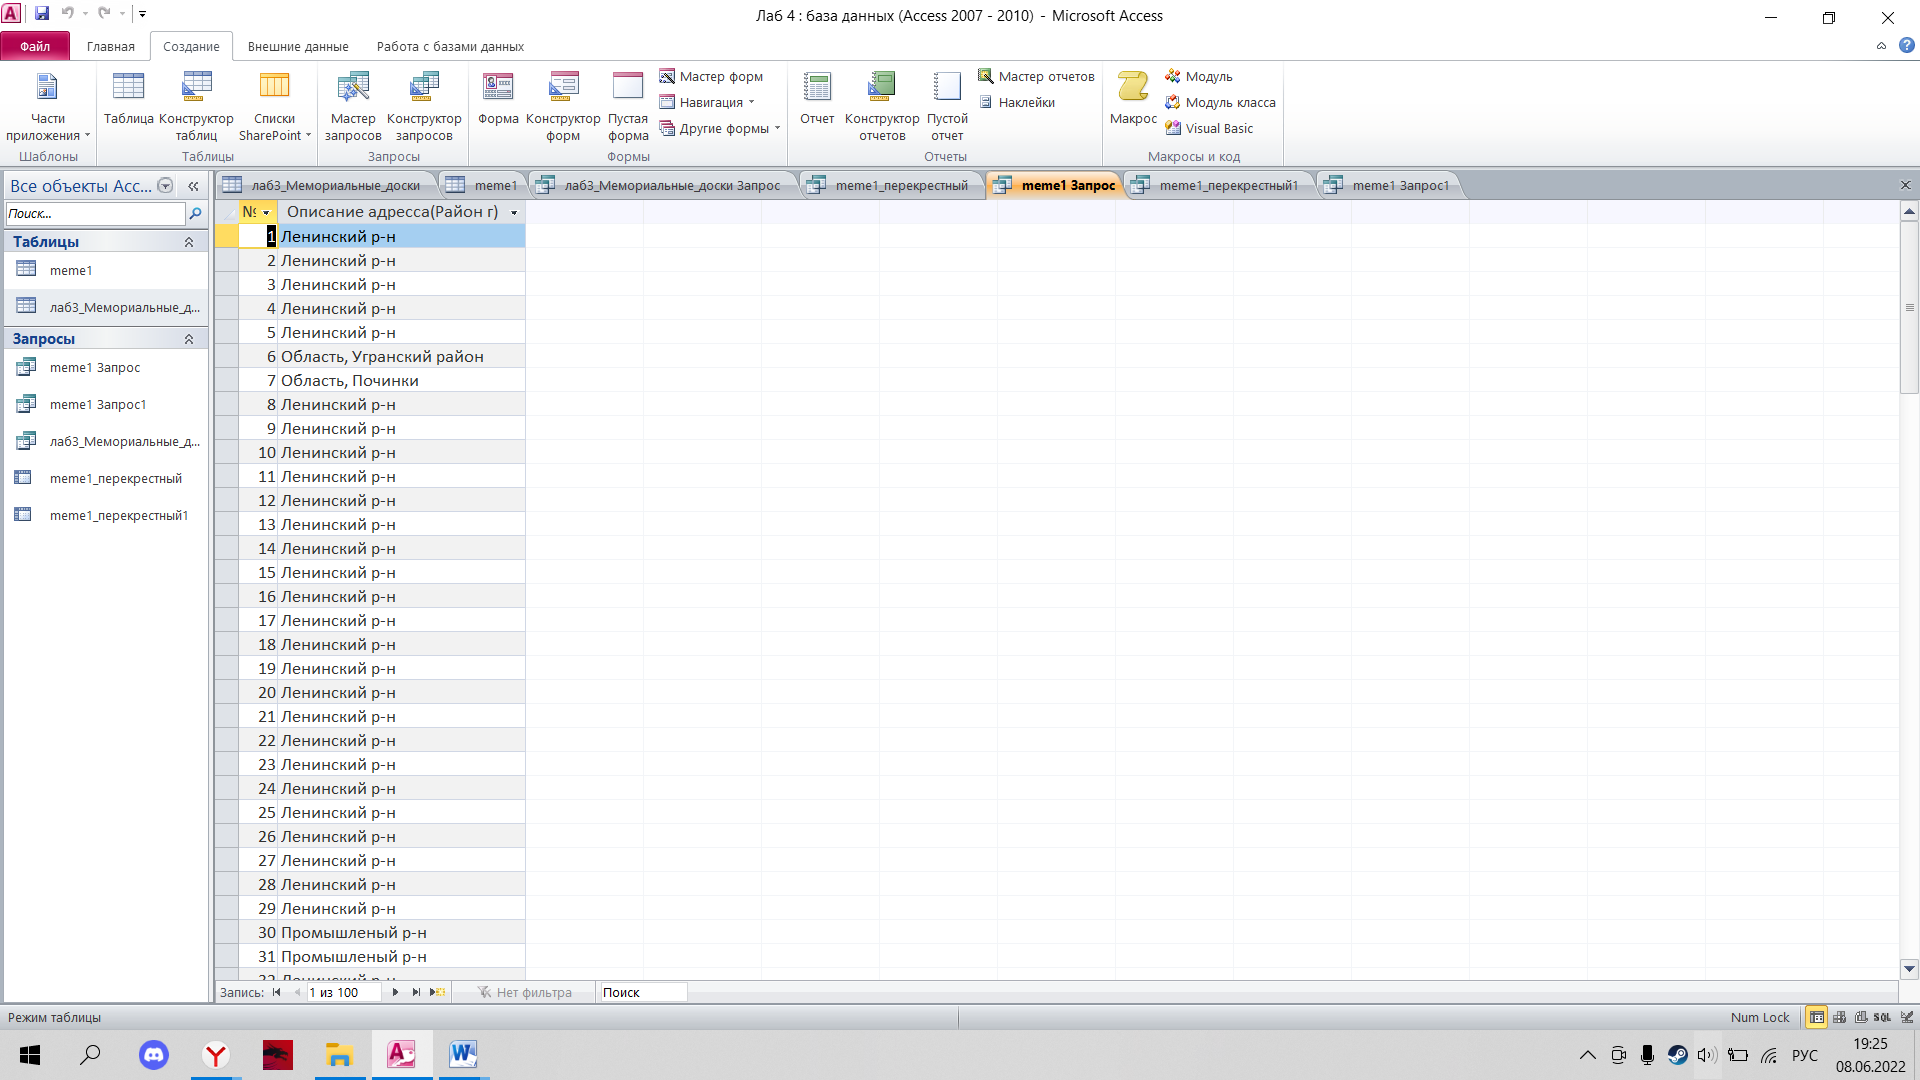 Лаб 4 : база данных (Access 2007 - 2010) - Microsoft Access
Файл Главная Создание Внешние данные Работа с базами данных
Части приложения
Шаблоны
Таблица Конструктор таблиц Списки SharePoint
Таблицы
Мастер запросов Конструктор запросов
Запросы
Форма Конструктор форм Пустая форма
Мастер форм
Навигация
Другие формы
Формы
Отчет Конструктор отчетов Пустой отчет
Мастер отчетов
Наклейки
Отчеты
Макрос
Модуль
Модуль класса
Visual Basic
Макросы и код
Все объекты Acc...
Поиск...
Таблицы
meme1
лаб3_Мемориальные_д...
Запросы
meme1 Запрос
meme1 Запрос1
лаб3_Мемориальные_д...
meme1_перекрестный
meme1_перекрестный1
лаб3_Мемориальные_доски meme1 лаб3_Мемориальные_доски Запрос meme1_перекрестный meme1 Запрос meme1_перекрестный1 meme1 Запрос1
Описание адресса(Район г)
1 Ленинский р-н
2 Ленинский р-н
3 Ленинский р-н
4 Ленинский р-н
5 Ленинский р-н
6 Область, Угранский район
7 Область, Починки
8 Ленинский р-н
9 Ленинский р-н
10 Ленинский р-н
11 Ленинский р-н
12 Ленинский р-н
13 Ленинский р-н
14 Ленинский р-н
15 Ленинский р-н
16 Ленинский р-н
17 Ленинский р-н
18 Ленинский р-н
19 Ленинский р-н
20 Ленинский р-н
21 Ленинский р-н
22 Ленинский р-н
23 Ленинский р-н
24 Ленинский р-н
25 Ленинский р-н
26 Ленинский р-н
27 Ленинский р-н
28 Ленинский р-н
29 Ленинский р-н
30 Промышленый р-н
31 Промышленый р-н
32 Ленинский р-н
Запись: 1 из 100 Нет фильтра Поиск
Режим таблицы Num Lock SQL
РУС 19:25
08.06.2022